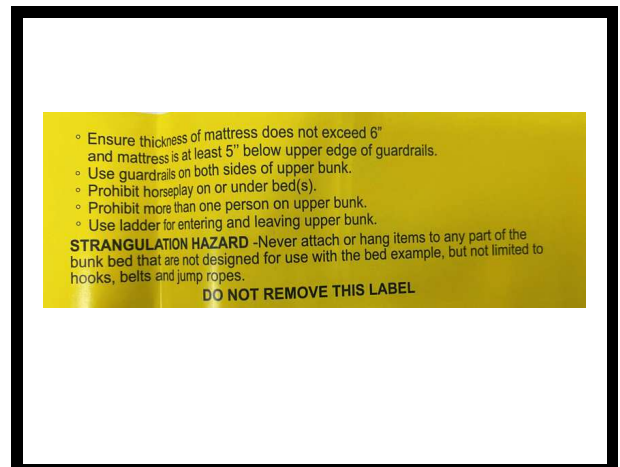 ° Ensure thickness of mattress does not exceed 6"
and mattress is at least 5" below upper edge of guardrails.
° Use guardrails on both sides of upper bunk.
° Prohibit horseplay on or under bed(s).
° Prohibit more than one person on upper bunk.
° Use ladder for entering and leaving upper bunk.
STRANGULATION HAZARD -Never attach or hang items to any part of the
bunk bed that are not designed for use with the bed example, but not limited to
hooks, belts and jump ropes.
DO NOT REMOVE THIS LABEL